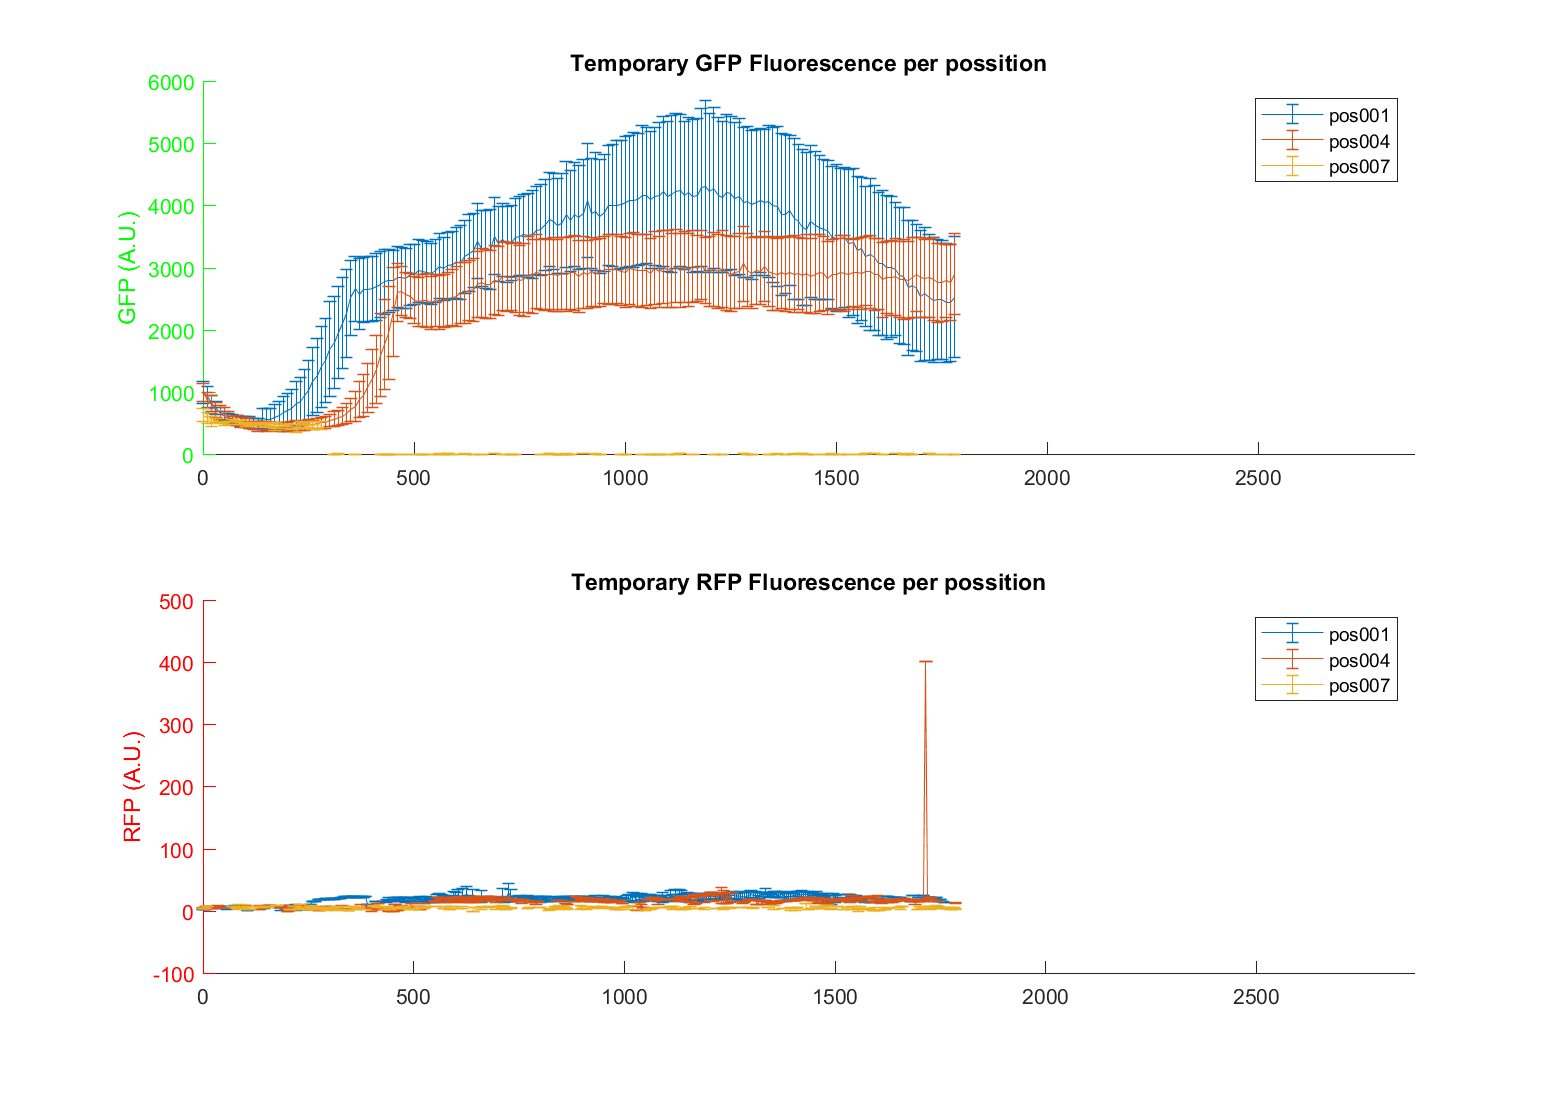 Temporary GFP Fluorescence per possition
GFP (A.U.)
6000
5000
4000
3000
2000
1000
0
0 500 1000 1500 2000 2500
pos001
pos004
pos007
Temporary RFP Fluorescence per possition
RFP (A.U.)
500
400
300
200
100
0
-100
0 500 1000 1500 2000 2500
pos001
pos004
pos007